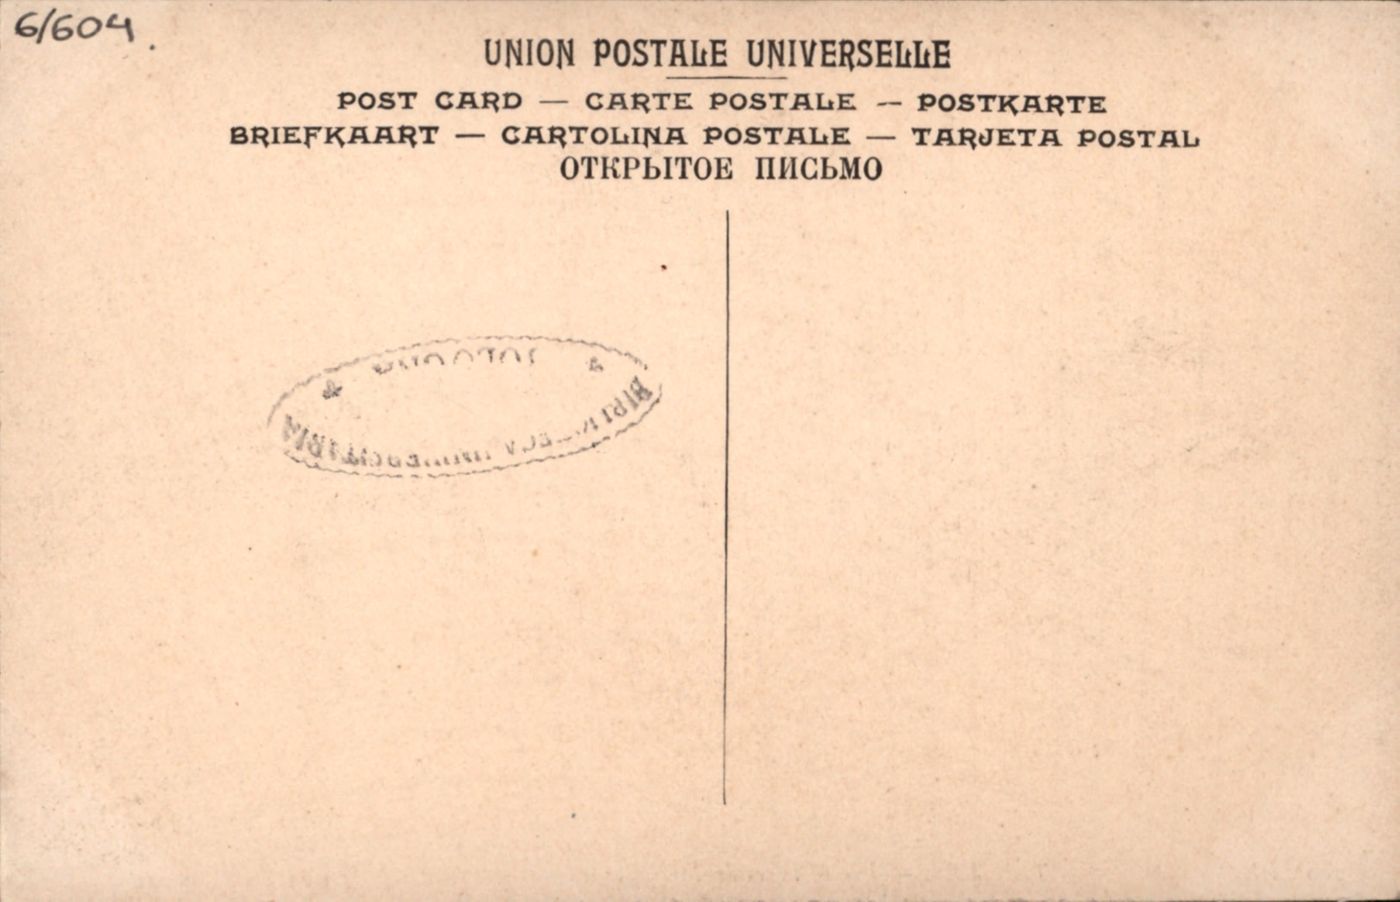 6/604.
UNION POSTALE UNIVERSELLE
POST CARD — CARTE POSTALE — POSTKARTE
BRIEFKAART — CARTOLINA POSTALE — TARJETA POSTAL
ОТКРЫТОЕ ПИСЬМО